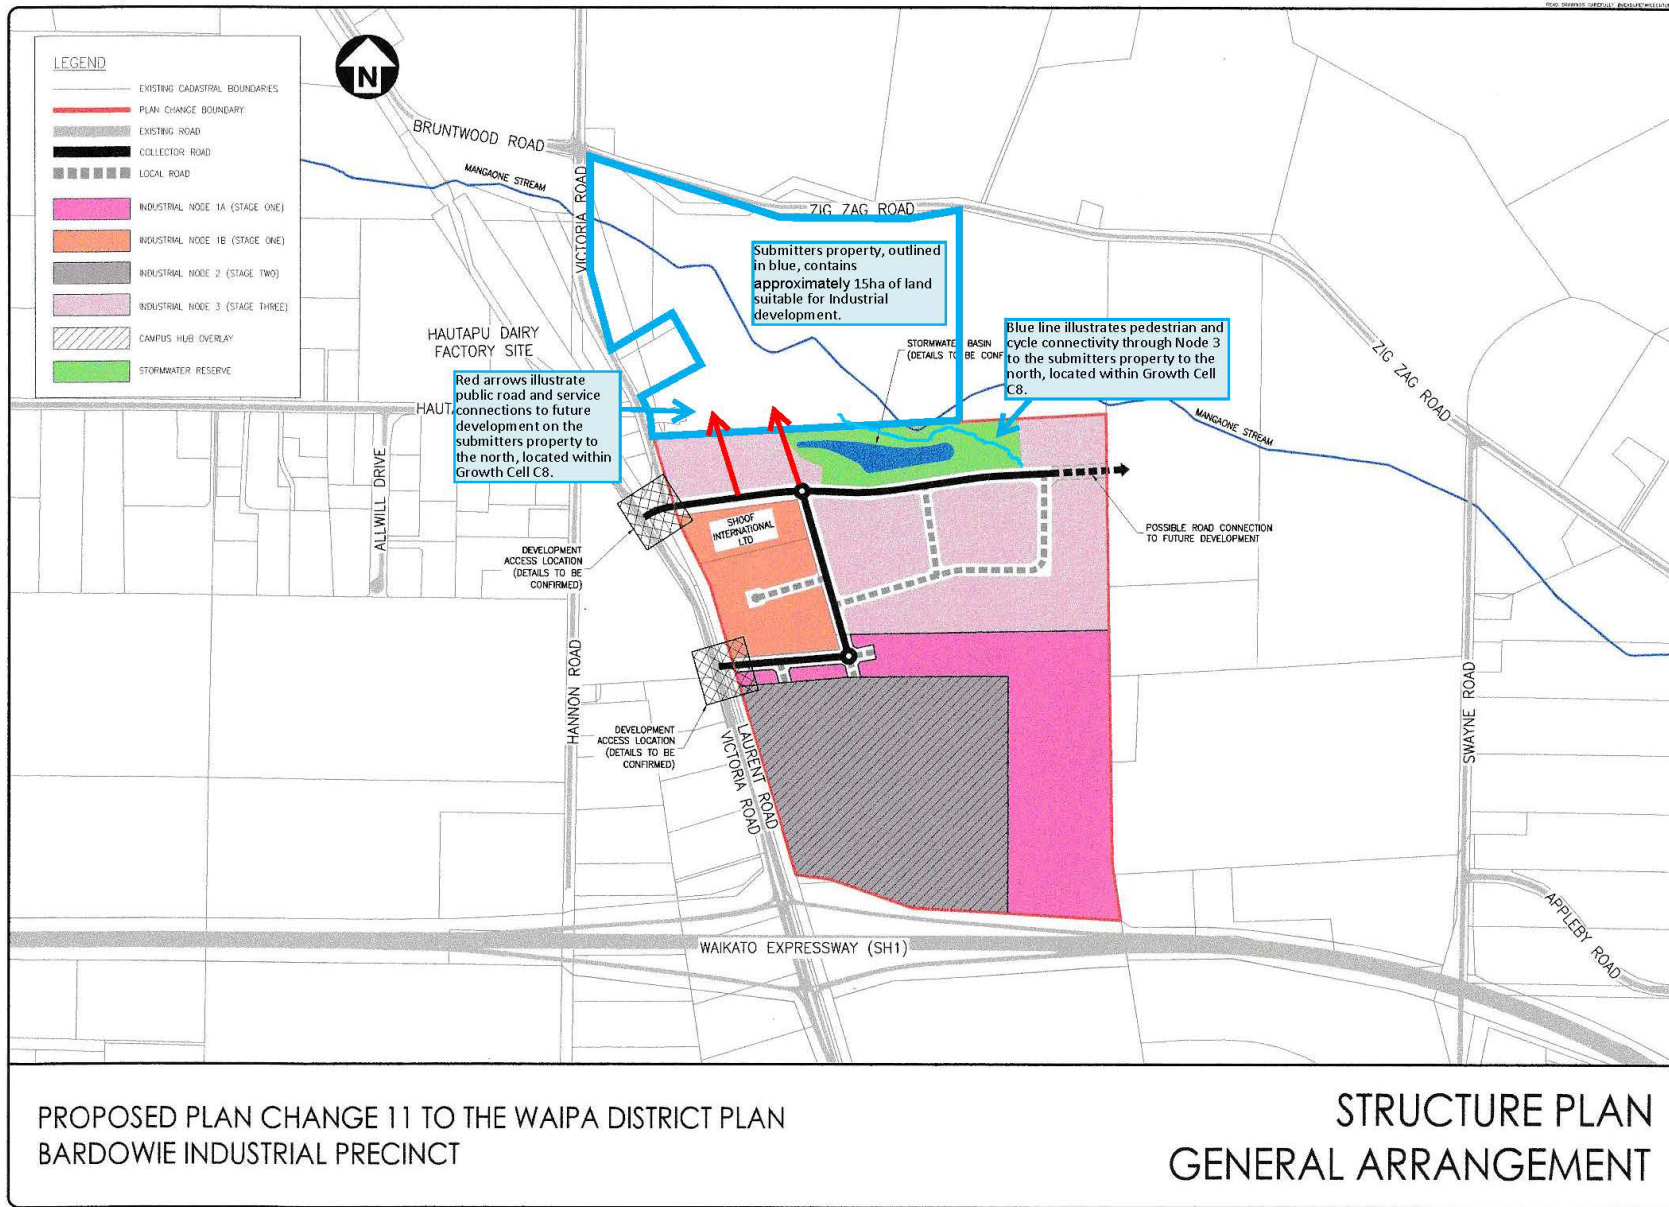 READ DRAWINGS CAREFULLY
LEGEND
EXISTING CADASTRAL BOUNDARIES
PLAN CHANGE BOUNDARY
EXISTING ROAD
COLLECTOR ROAD
LOCAL ROAD
INDUSTRIAL NODE 1A (STAGE ONE)
INDUSTRIAL NODE 1B (STAGE ONE)
INDUSTRIAL NODE 2 (STAGE TWO)
INDUSTRIAL NODE 3 (STAGE THREE)
CAMPUS HUB OVERLAY
STORMWATER RESERVE
N
BRUNTWOOD ROAD
MANGAONE STREAM
VICTORIA ROAD
ZIG ZAG ROAD
Submitters property, outlined
in blue, contains
approximately 15ha of land
suitable for Industrial
development.
HAUTAPU DAIRY
FACTORY SITE
STORMWATER BASIN
(DETAILS TO BE CONF
Blue line illustrates pedestrian and
cycle connectivity through Node 3
to the submitters property to the
north, located within Growth Cell
C8.
ZIG ZAG ROAD
Red arrows illustrate
public road and service
connections to future
development on the
submitters property to
the north, located within
Growth Cell C8.
HAUT
MANGAONE STREAM
ALLWILL DRIVE
SHOOF
INTERNATIONAL
LTD
POSSIBLE ROAD CONNECTION
TO FUTURE DEVELOPMENT
DEVELOPMENT
ACCESS LOCATION
(DETAILS TO BE
CONFIRMED)
HANNON ROAD
SWAYNE ROAD
DEVELOPMENT
ACCESS LOCATION
(DETAILS TO BE
CONFIRMED)
LAURENT ROAD
VICTORIA ROAD
APPLEBY ROAD
WAIKATO EXPRESSWAY (SH1)
PROPOSED PLAN CHANGE 11 TO THE WAIPA DISTRICT PLAN
BARDOWIE INDUSTRIAL PRECINCT
STRUCTURE PLAN
GENERAL ARRANGEMENT